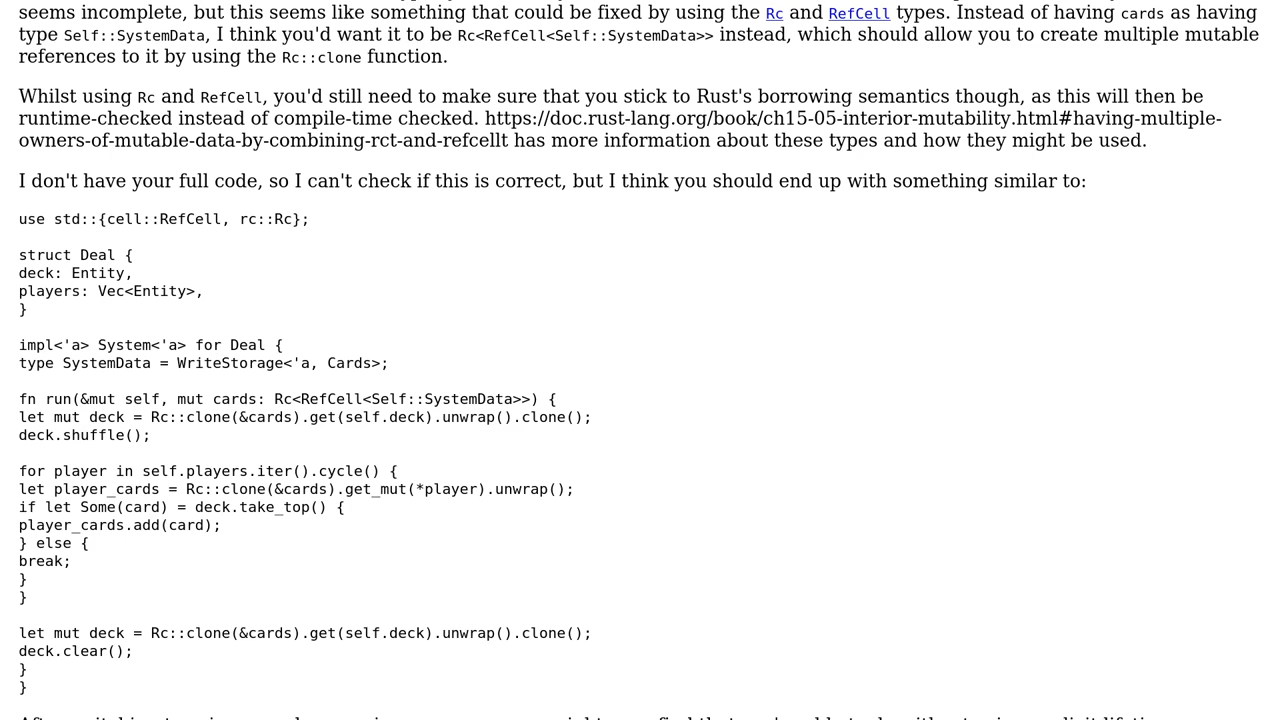 seems incomplete, but this seems like something that could be fixed by using the Rc and RefCell types. Instead of having cards as having
type Self::SystemData, I think you'd want it to be Rc<RefCell<Self::SystemData>> instead, which should allow you to create multiple mutable
references to it by using the Rc::clone function.
Whilst using Rc and RefCell, you'd still need to make sure that you stick to Rust's borrowing semantics though, as this will then be
runtime-checked instead of compile-time checked. https://doc.rust-lang.org/book/ch15-05-interior-mutability.html#having-multiple-
owners-of-mutable-data-by-combining-rct-and-refcellt has more information about these types and how they might be used.
I don't have your full code, so I can't check if this is correct, but I think you should end up with something similar to:
use std::{cell::RefCell, rc::Rc};
struct Deal {
deck: Entity,
players: Vec<Entity>,
}
impl<'a> System<'a> for Deal {
type SystemData = WriteStorage<'a, Cards>;
fn run(&mut self, mut cards: Rc<RefCell<Self::SystemData>>) {
let mut deck = Rc::clone(&cards).get(self.deck).unwrap().clone();
deck.shuffle();
for player in self.players.iter().cycle() {
let player_cards = Rc::clone(&cards).get_mut(*player).unwrap();
if let Some(card) = deck.take_top() {
player_cards.add(card);
} else {
break;
}
}
let mut deck = Rc::clone(&cards).get(self.deck).unwrap().clone();
deck.clear();
}
}